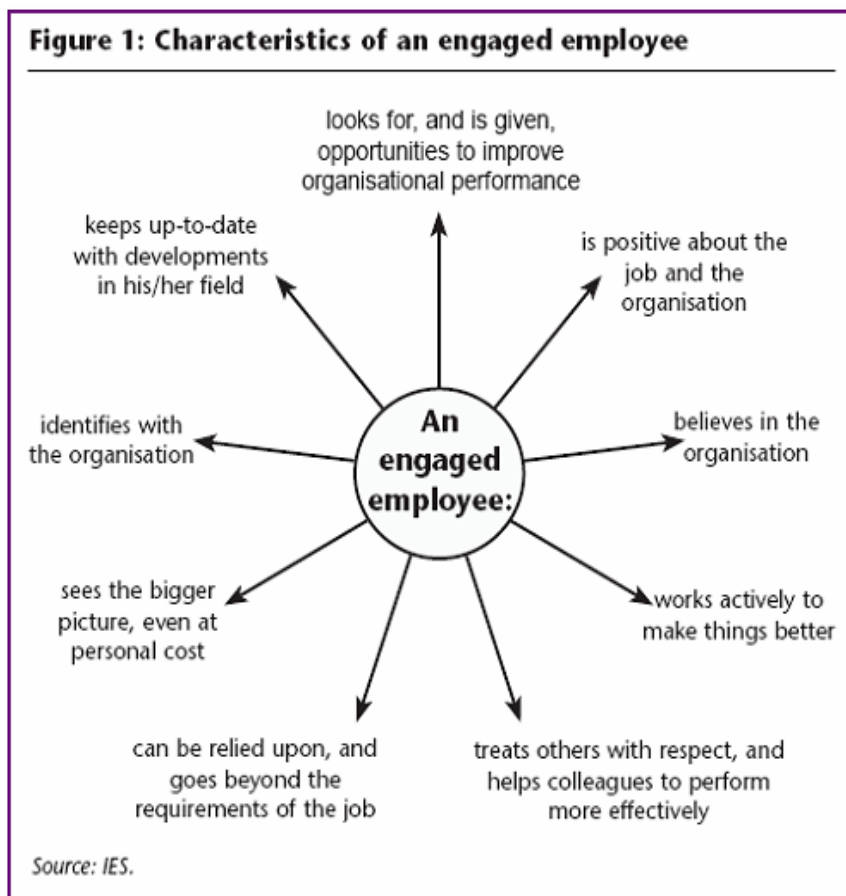 Figure 1: Characteristics of an engaged employee
looks for, and is given,
opportunities to improve
organisational performance
keeps up-to-date
with developments
in his/her field
is positive about the
job and the
organisation
identifies with
the organisation
An
engaged
employee:
believes in the
organisation
sees the bigger
picture, even at
personal cost
works actively to
make things better
can be relied upon, and
goes beyond the
requirements of the job
treats others with respect, and
helps colleagues to perform
more effectively
Source: IES.